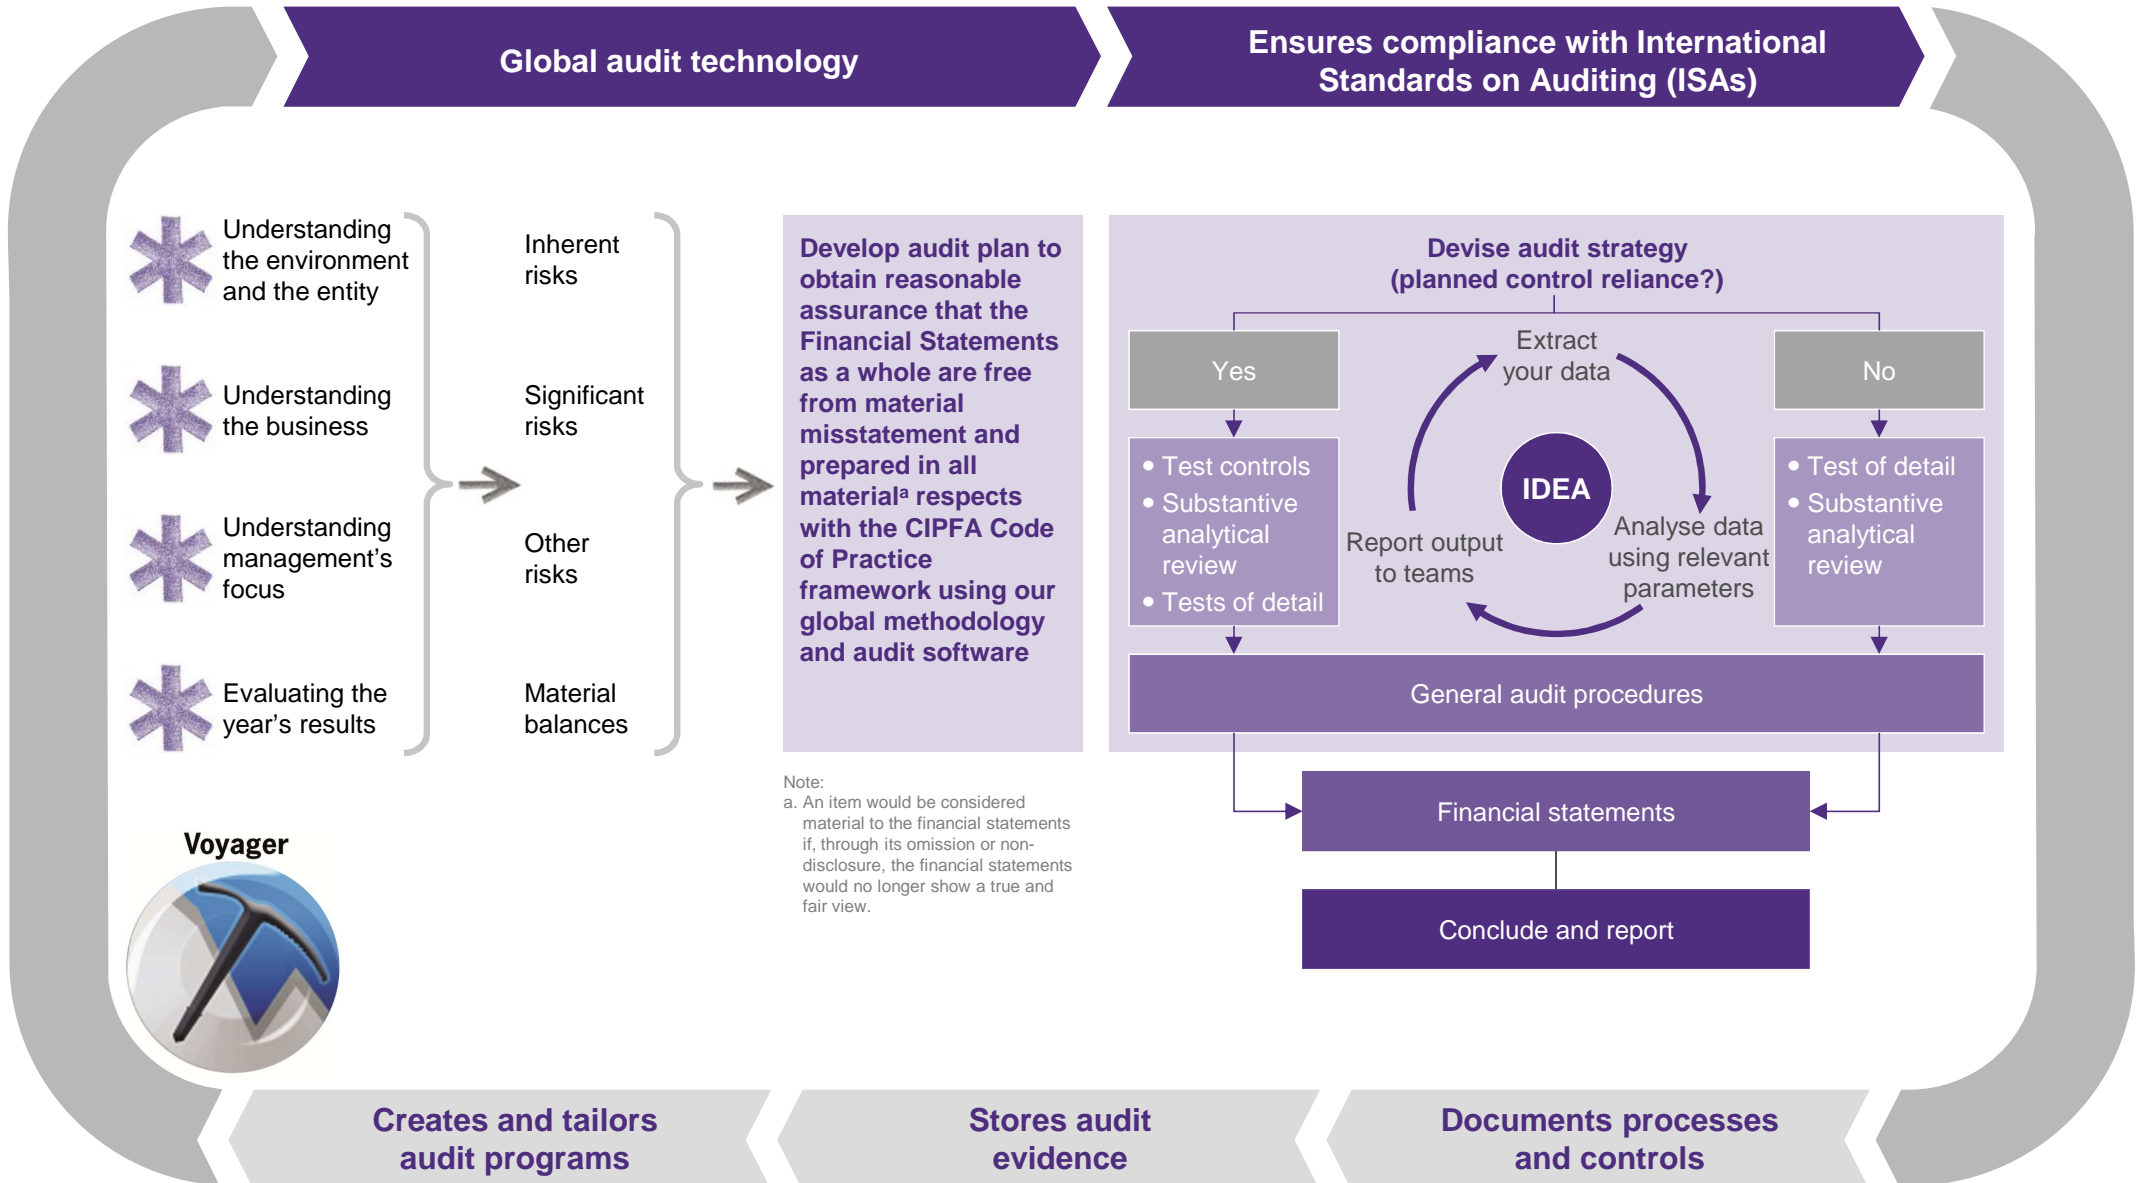 Global audit technology
Ensures compliance with International
Standards on Auditing (ISAs)
Understanding
the environment
and the entity
Understanding
the business
Understanding
management’s
focus
Evaluating the
year’s results
Inherent
risks
Significant
risks
Other
risks
Material
balances
Develop audit plan to
obtain reasonable
assurance that the
Financial Statements
as a whole are free
from material
misstatement and
prepared in all
materialª respects
with the CIPFA Code
of Practice
framework using our
global methodology
and audit software
Note:
a. An item would be considered
material to the financial statements
if, through its omission or non-
disclosure, the financial statements
would no longer show a true and
fair view.
Devise audit strategy
(planned control reliance?)
Yes
• Test controls
• Substantive
analytical
review
• Tests of detail
Extract
your data
IDEA
Analyse data
using relevant
parameters
Report output
to teams
No
• Test of detail
• Substantive
analytical
review
General audit procedures
Financial statements
Conclude and report
Voyager
Creates and tailors
audit programs
Stores audit
evidence
Documents processes
and controls